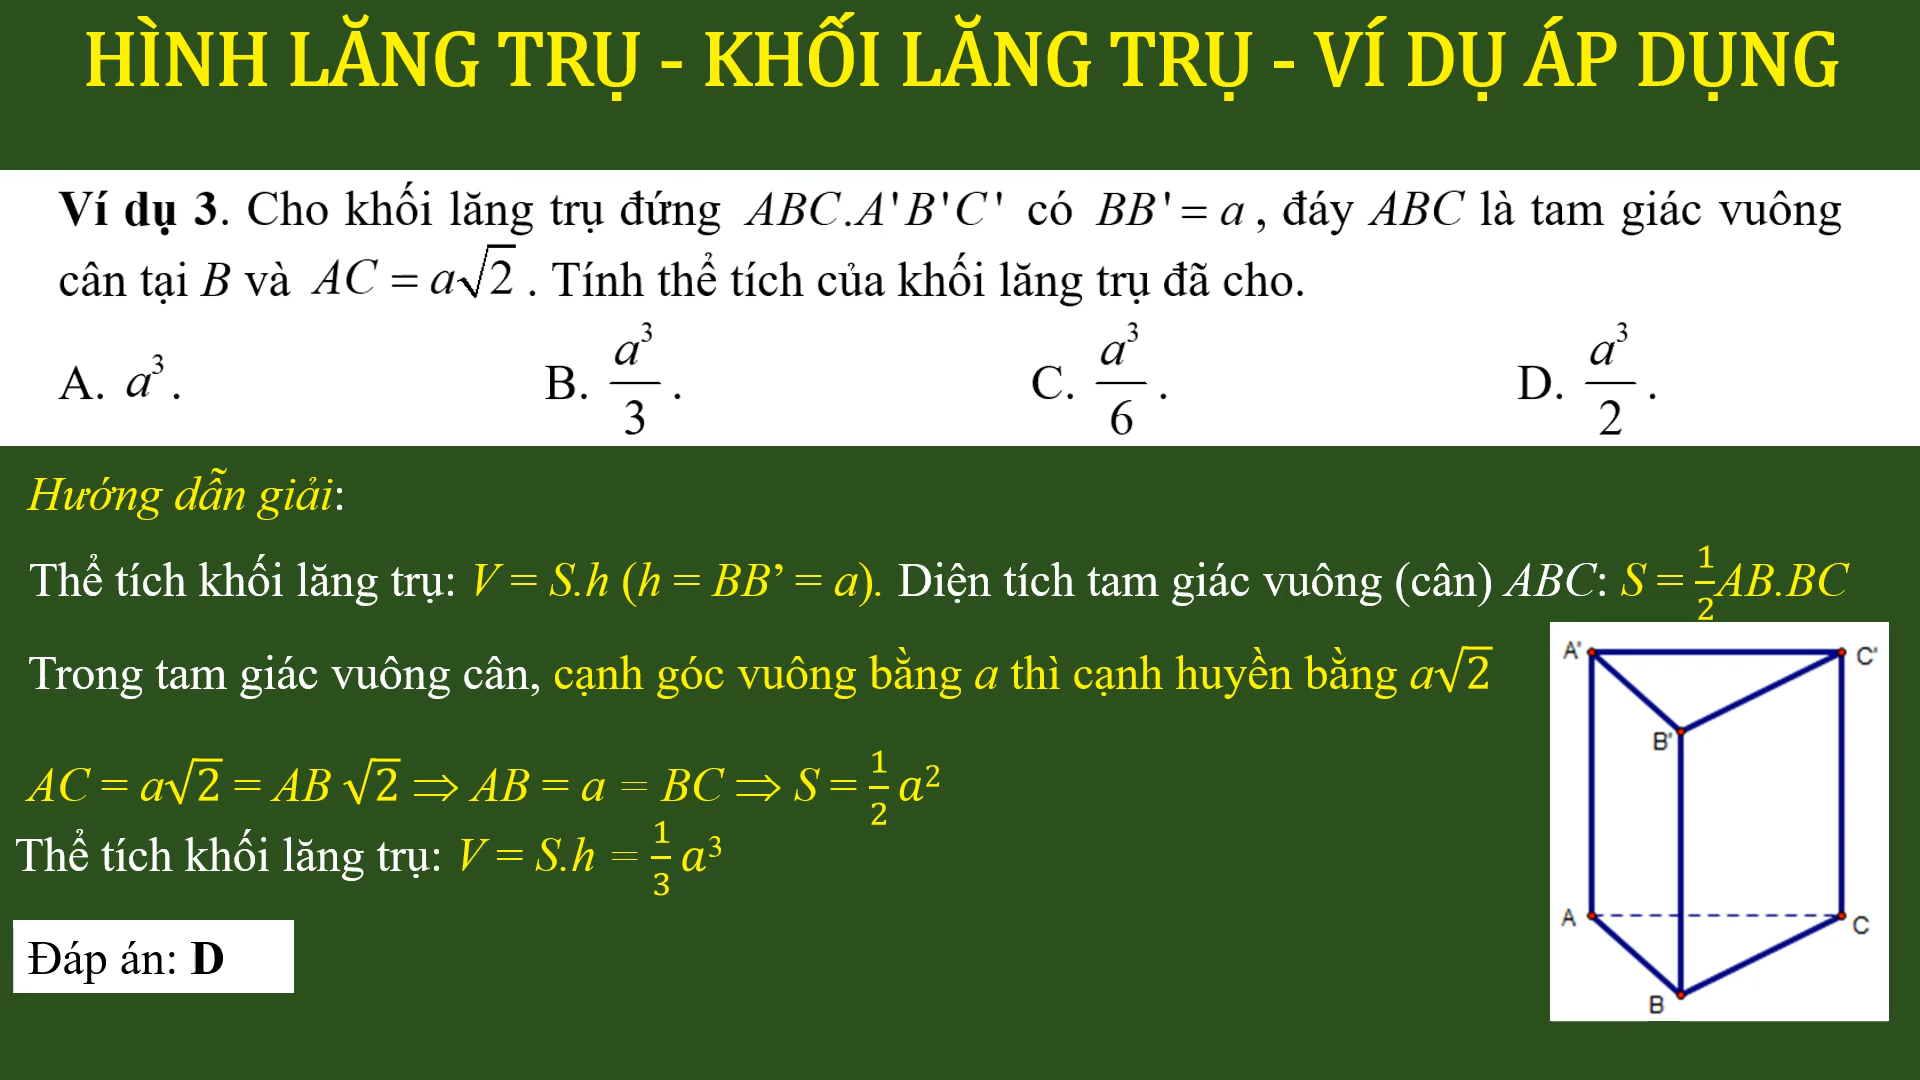 HÌNH LĂNG TRỤ - KHỐI LĂNG TRỤ - VÍ DỤ ÁP DỤNG
Ví dụ 3. Cho khối lăng trụ đứng ABC.A'B'C' có BB' = a, đáy ABC là tam giác vuông
cân tại B và AC = a√2. Tính thể tích của khối lăng trụ đã cho.
A. a³. B. a³/3. C. a³/6. D. a³/2.
Hướng dẫn giải:
Thể tích khối lăng trụ: V = S.h (h = BB’ = a). Diện tích tam giác vuông (cân) ABC: S = 1/2 AB.BC
Trong tam giác vuông cân, cạnh góc vuông bằng a thì cạnh huyền bằng a√2
AC = a√2 = AB √2 ⇒ AB = a = BC ⇒ S = 1/2 a²
Thể tích khối lăng trụ: V = S.h = 1/3 a³
Đáp án: D
A' C'
B'
A C
B